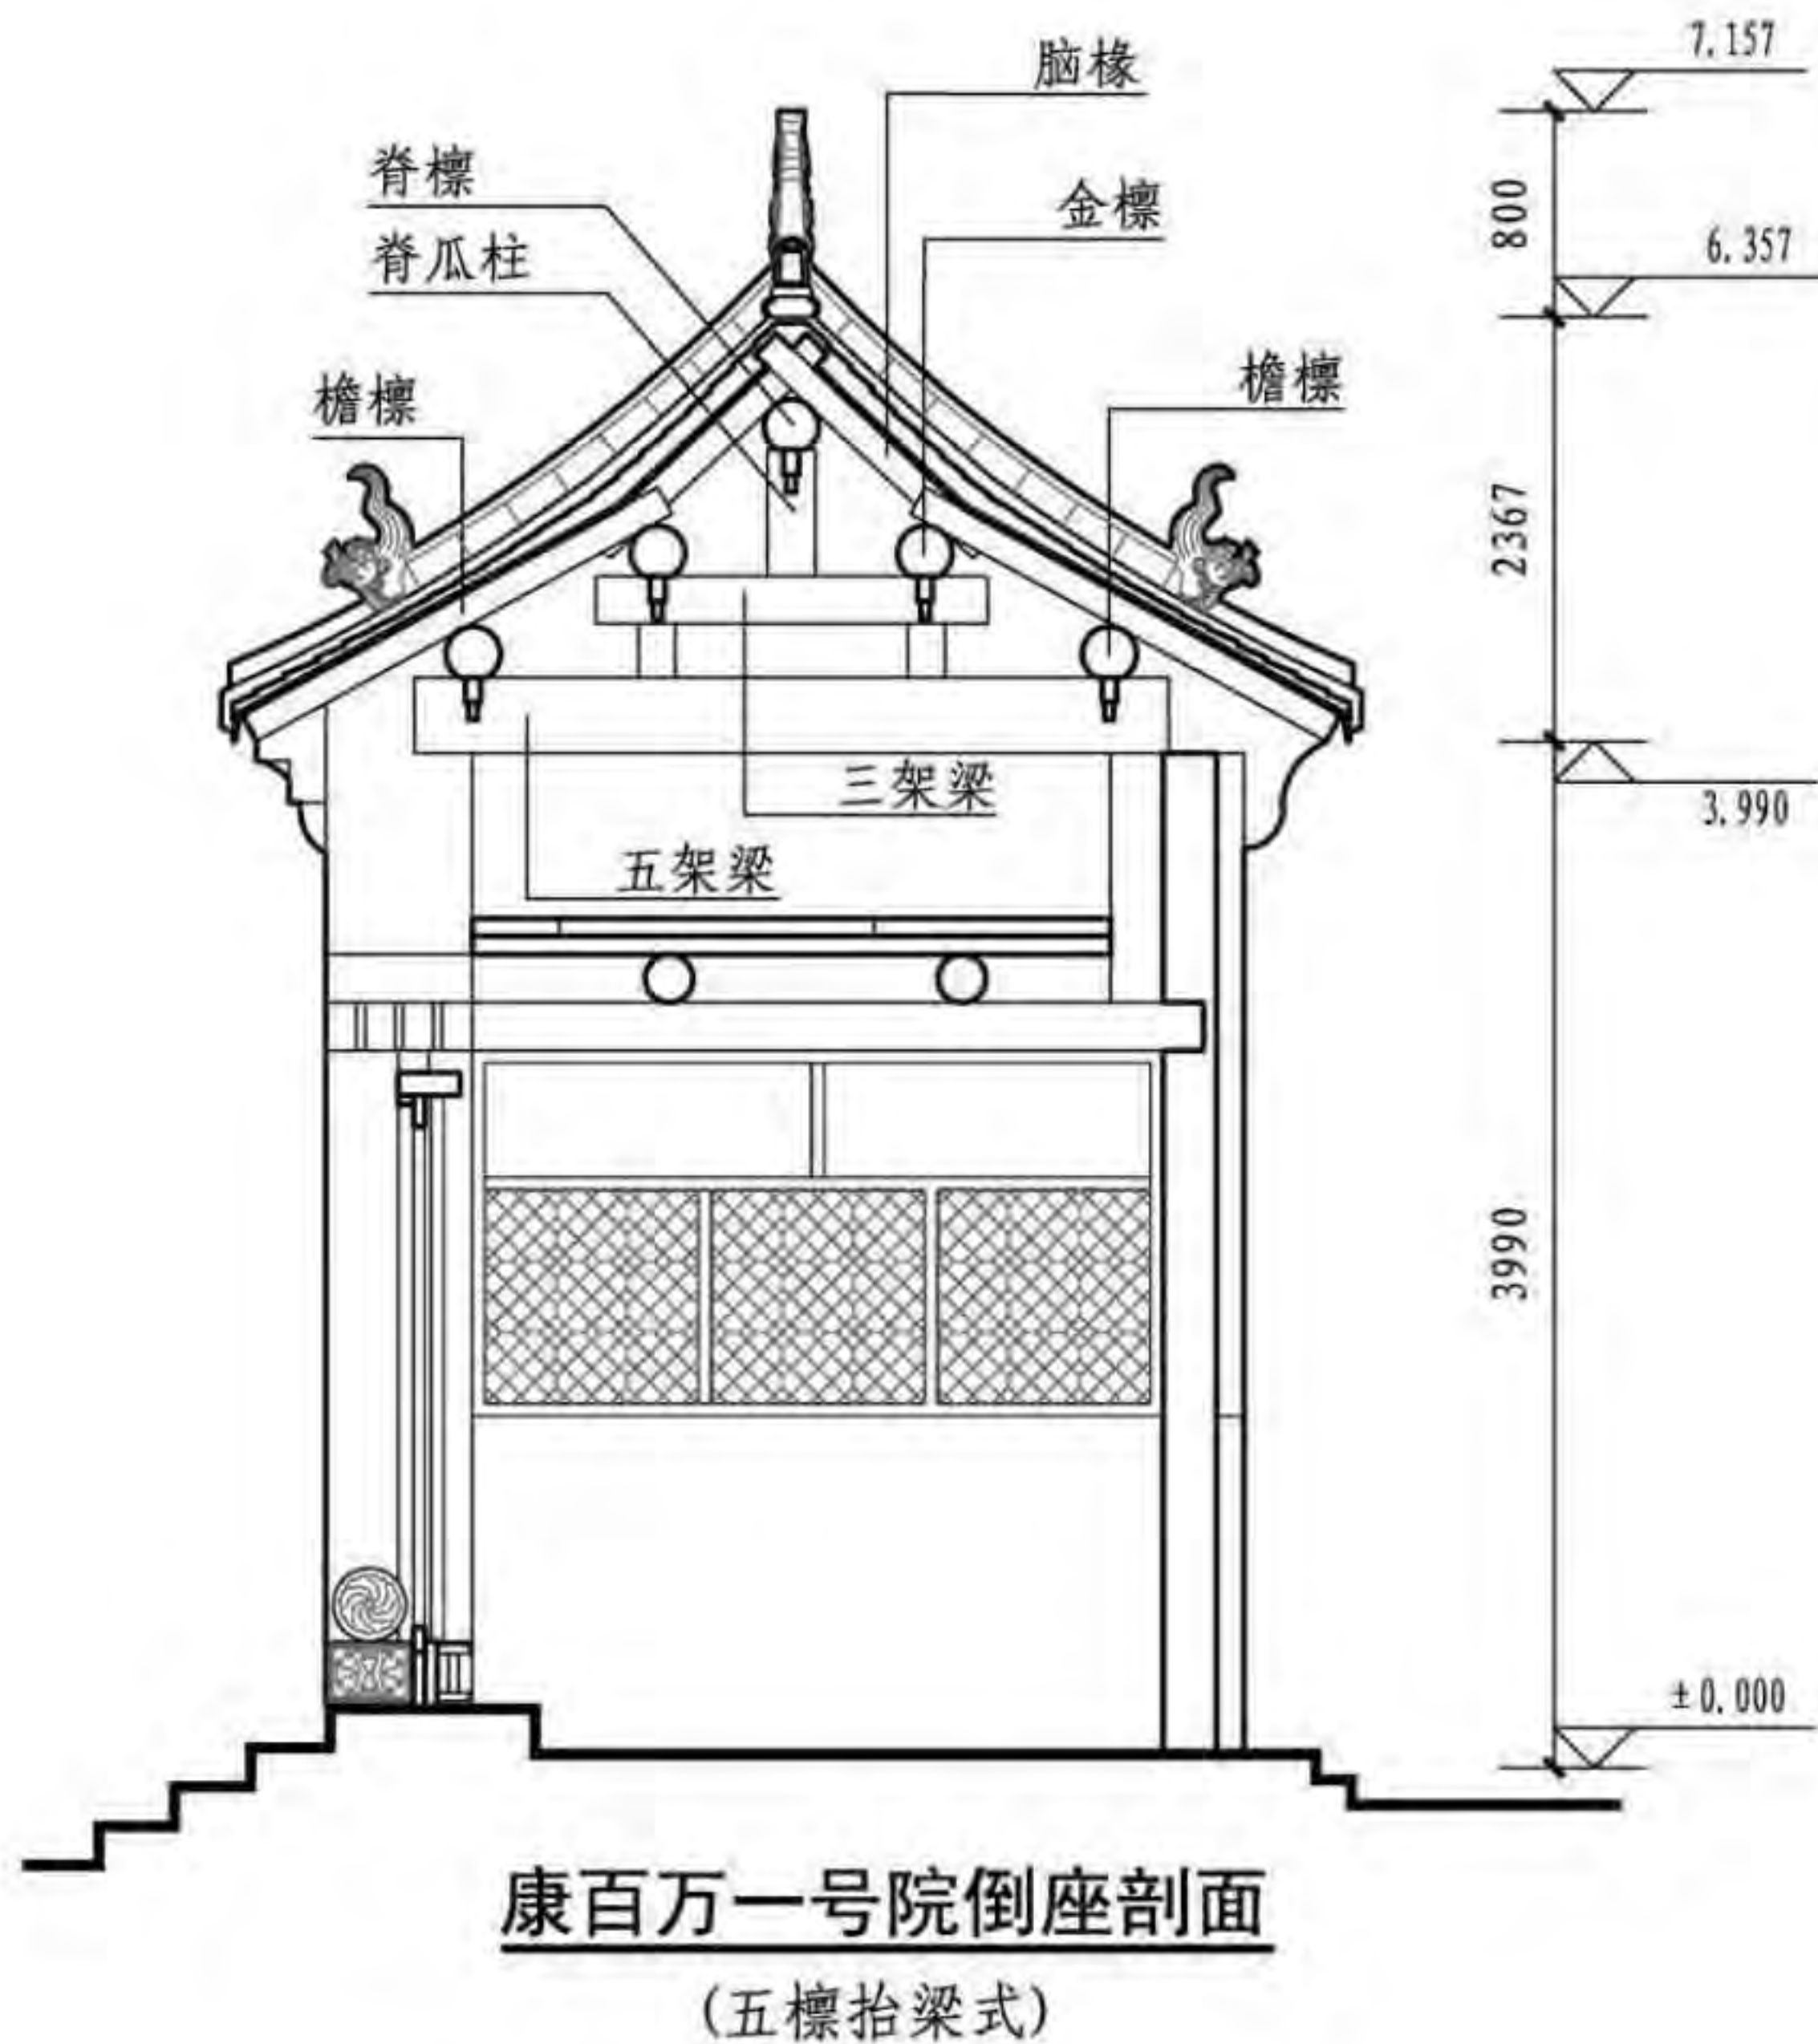 7.157
脑椽
脊檩
金檩
800
6.357
脊瓜柱
檐檩
檐檩
2367
三架梁
3.990
五架梁
3990
±0.000
康百万一号院倒座剖面
(五檩抬梁式)